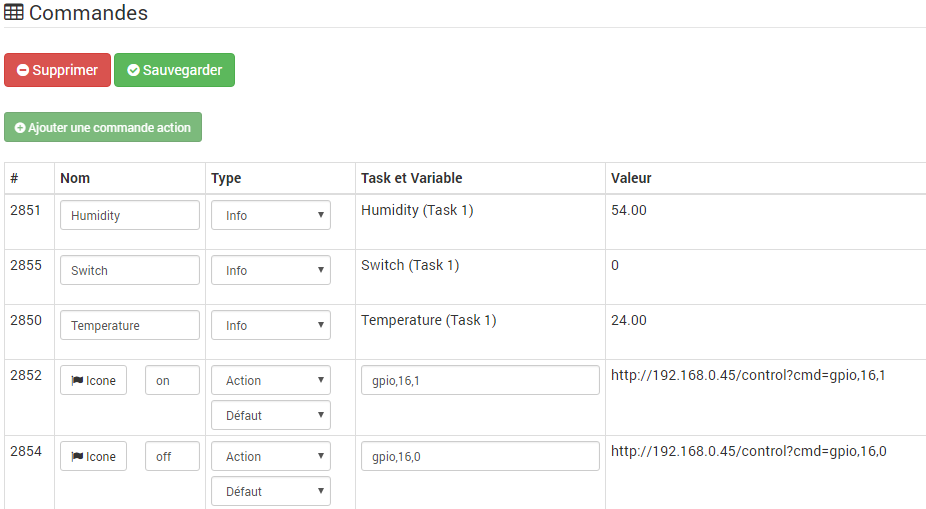 Commandes
Supprimer Sauvegarder
Ajouter une commande action
# Nom Type Task et Variable Valeur
2851 Humidity Info Humidity (Task 1) 54.00
2855 Switch Info Switch (Task 1) 0
2850 Temperature Info Temperature (Task 1) 24.00
2852 Icone on Action gpio,16,1 http://192.168.0.45/control?cmd=gpio,16,1
Défaut
2854 Icone off Action gpio,16,0 http://192.168.0.45/control?cmd=gpio,16,0
Défaut